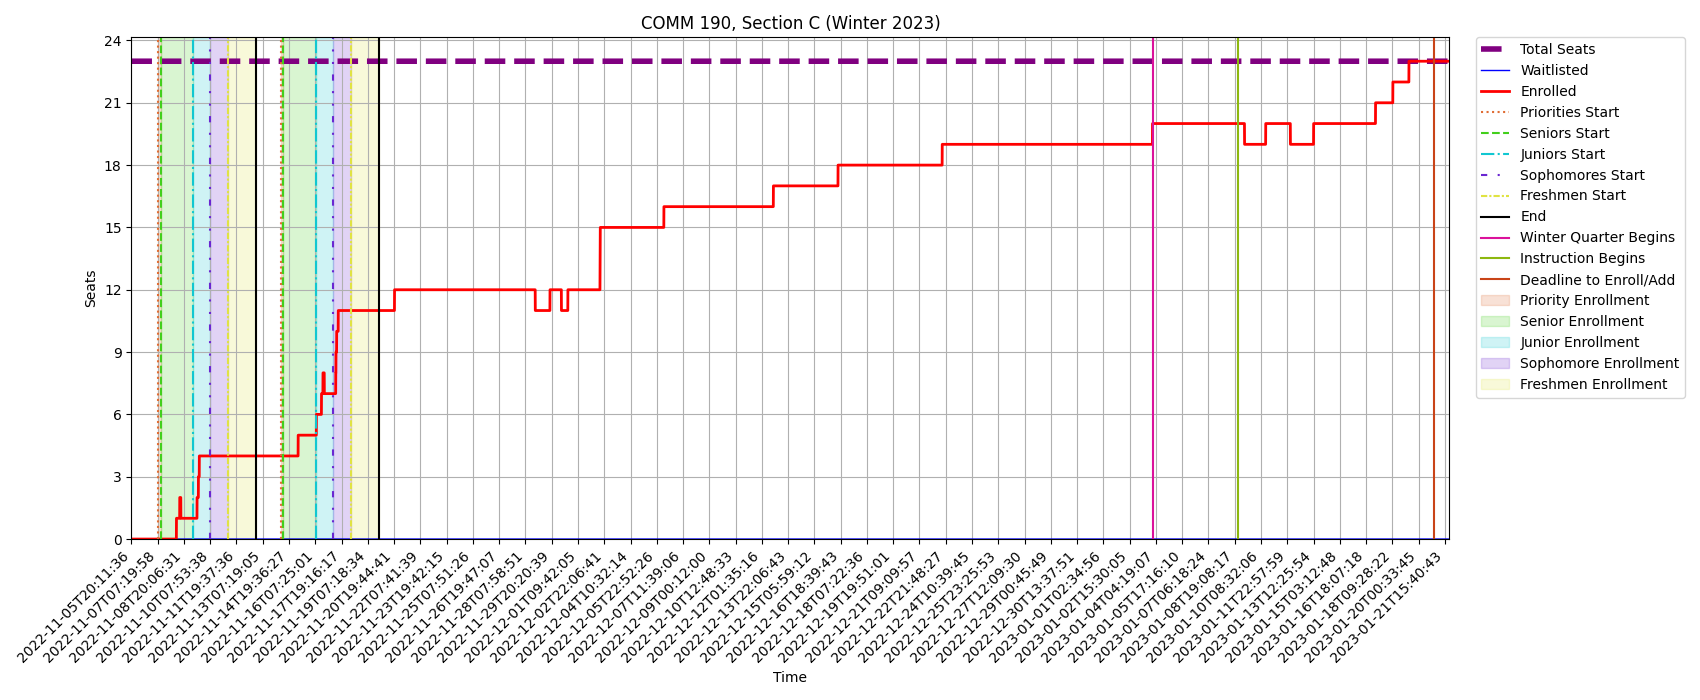 COMM 190, Section C (Winter 2023)
Seats
24
21
18
15
12
9
6
3
0
2022-11-05T20:11:36
2022-11-07T07:19:58
2022-11-08T20:06:31
2022-11-10T07:53:38
2022-11-11T19:37:36
2022-11-13T07:19:05
2022-11-14T19:36:27
2022-11-16T07:25:01
2022-11-17T19:16:17
2022-11-19T07:18:34
2022-11-20T19:44:41
2022-11-22T07:41:39
2022-11-23T19:42:15
2022-11-25T07:51:26
2022-11-26T19:47:07
2022-11-28T07:58:51
2022-11-29T20:20:39
2022-12-01T09:42:05
2022-12-02T22:06:41
2022-12-04T10:32:14
2022-12-05T22:52:26
2022-12-07T11:39:06
2022-12-09T00:12:00
2022-12-10T12:48:33
2022-12-12T01:35:16
2022-12-13T22:06:43
2022-12-15T05:59:12
2022-12-16T18:39:43
2022-12-18T07:22:36
2022-12-19T19:51:01
2022-12-21T09:09:57
2022-12-22T21:48:27
2022-12-24T10:39:45
2022-12-25T23:25:53
2022-12-27T12:09:30
2022-12-29T00:45:49
2022-12-30T13:37:51
2023-01-01T02:34:56
2023-01-02T15:30:05
2023-01-04T04:19:07
2023-01-05T17:16:10
2023-01-07T06:18:24
2023-01-08T19:08:17
2023-01-10T08:32:06
2023-01-11T22:57:59
2023-01-13T12:25:54
2023-01-15T03:12:48
2023-01-16T18:07:18
2023-01-18T09:28:22
2023-01-20T00:33:45
2023-01-21T15:40:43
Time
Total Seats
Waitlisted
Enrolled
Priorities Start
Seniors Start
Juniors Start
Sophomores Start
Freshmen Start
End
Winter Quarter Begins
Instruction Begins
Deadline to Enroll/Add
Priority Enrollment
Senior Enrollment
Junior Enrollment
Sophomore Enrollment
Freshmen Enrollment